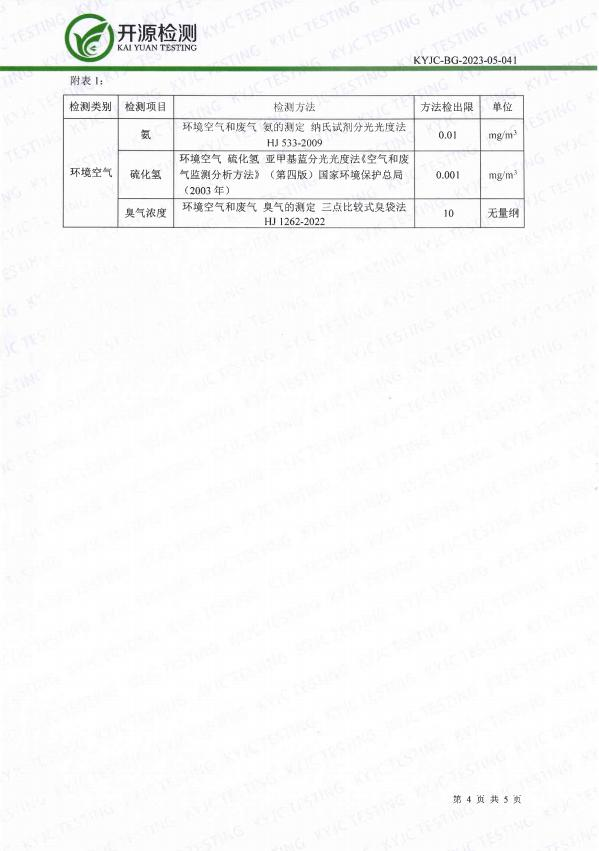 开源检测
KAI YUAN TESTING
KYJC-BG-2023-05-041
附表 1：
检测类别 检测项目 检测方法 方法检出限 单位
环境空气 氨 环境空气和废气 氨的测定 纳氏试剂分光光度法
HJ 533-2009 0.01 mg/m³
硫化氢 环境空气 硫化氢 亚甲基蓝分光光度法《空气和废
气监测分析方法》（第四版）国家环境保护总局
（2003 年） 0.001 mg/m³
臭气浓度 环境空气和废气 臭气的测定 三点比较式臭袋法
HJ 1262-2022 10 无量纲
第 4 页 共 5 页
KYJC TESTING